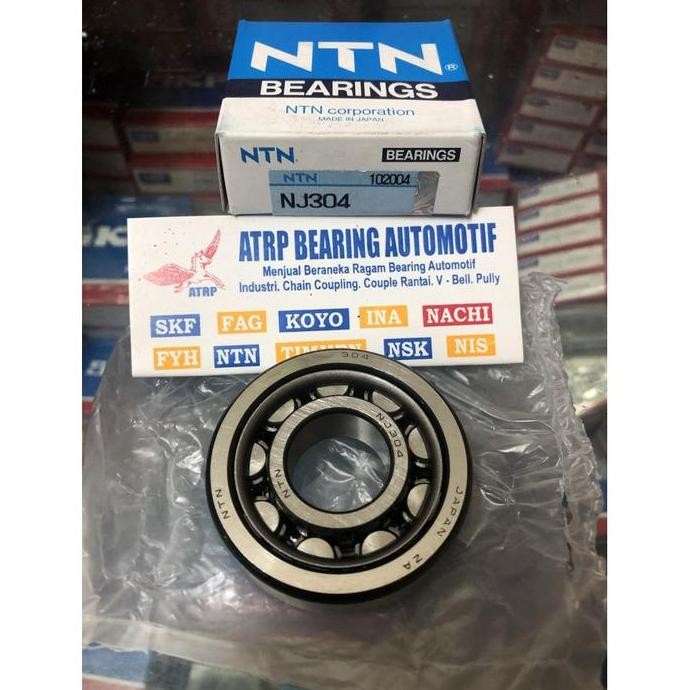 NTN®
BEARINGS
NTN corporation
MADE IN JAPAN
NTN
BEARINGS
NTN 102004
NJ304
ATRP BEARING AUTOMOTIF
Menjual Beraneka Ragam Bearing Automotif
Industri. Chain Coupling. Couple Rantai. V - Bell. Pully
ATRP
SKF FAG KOYO INA NACHI
FYH NTN NSK NIS
304
NJ304
NTN
NTN
JAPAN ZA